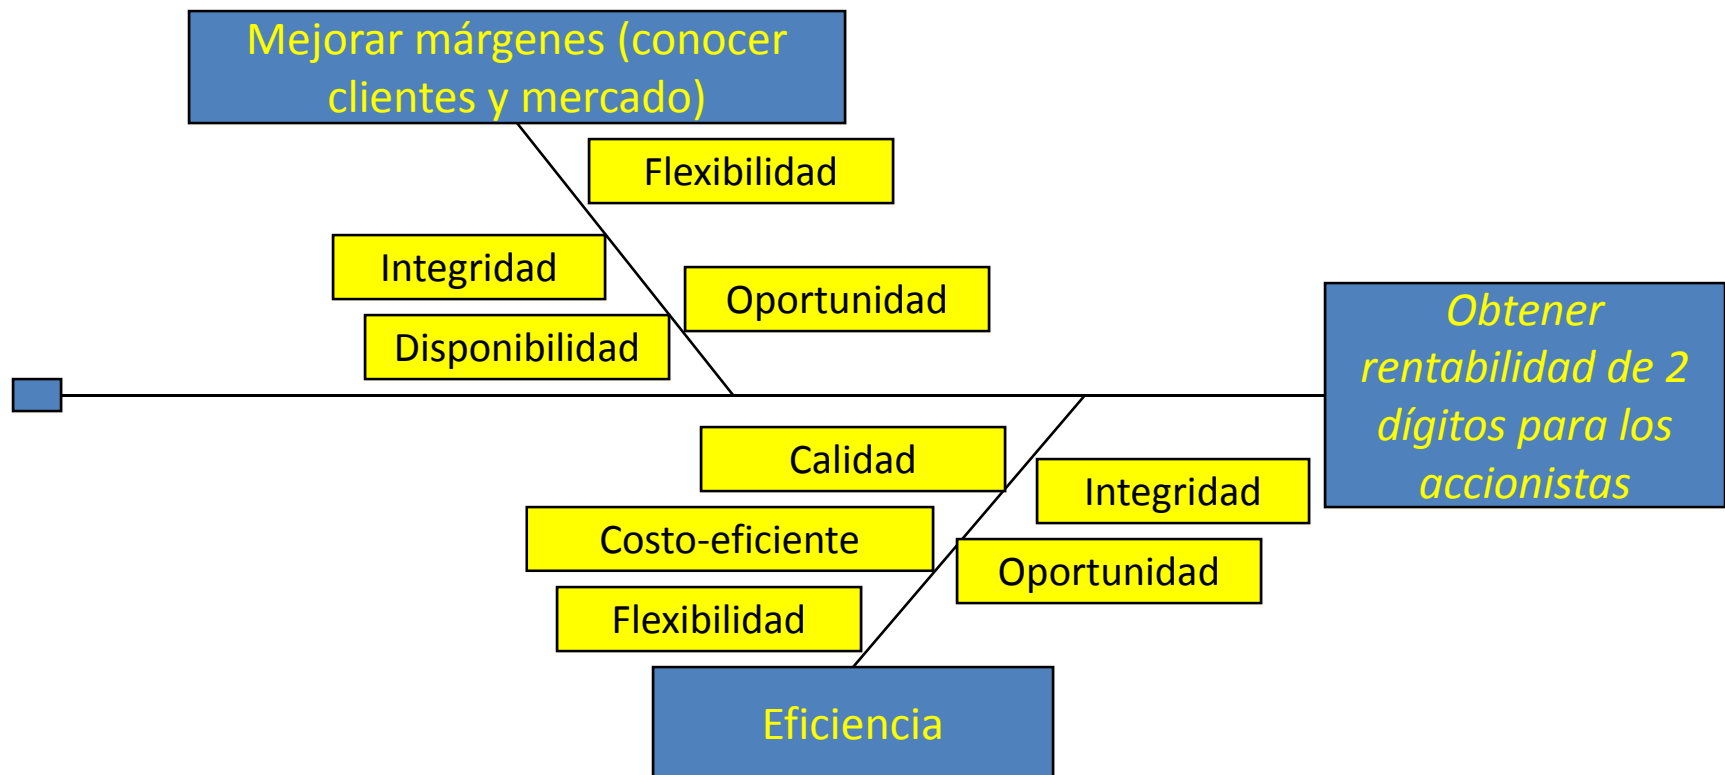 Mejorar márgenes (conocer
clientes y mercado)
Flexibilidad
Integridad
Oportunidad
Disponibilidad
Obtener
rentabilidad de 2
dígitos para los
accionistas
Calidad
Integridad
Costo-eficiente
Oportunidad
Flexibilidad
Eficiencia